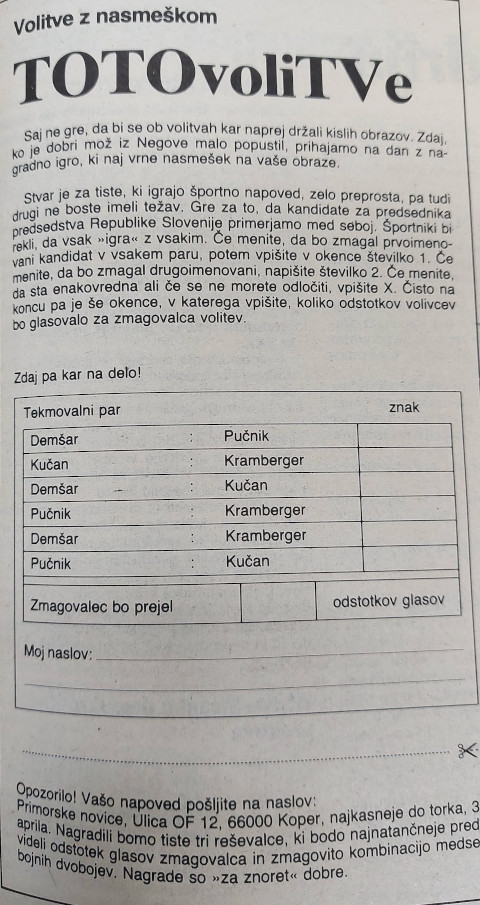 Volitve z nasmeškom
TOTOvoliTVe
Saj ne gre, da bi se ob volitvah kar naprej držali kislih obrazov. Zdaj,
ko je dobri mož iz Negove malo popustil, prihajamo na dan z na-
gradno igro, ki naj vrne nasmešek na vaše obraze.
Stvar je za tiste, ki igrajo športno napoved, zelo preprosta, pa tudi
drugi ne boste imeli težav. Gre za to, da kandidate za predsednika
predsedstva Republike Slovenije primerjamo med seboj. Športniki bi
rekli, da vsak »igra« z vsakim. Če menite, da bo zmagal prvoimeno-
vani kandidat v vsakem paru, potem vpišite v okence številko 1. Če
menite, da bo zmagal drugoimenovani, napišite številko 2. Če menite,
da sta enakovredna ali če se ne morete odločiti, vpišite X. Čisto na
koncu pa je še okence, v katerega vpišite, koliko odstotkov volivcev
bo glasovalo za zmagovalca volitev.
Zdaj pa kar na delo!
Tekmovalni par znak
Demšar : Pučnik
Kučan : Kramberger
Demšar : Kučan
Pučnik : Kramberger
Demšar : Kramberger
Pučnik : Kučan
Zmagovalec bo prejel odstotkov glasov
Moj naslov:
Opozorilo! Vašo napoved pošljite na naslov:
Primorske novice, Ulica OF 12, 66000 Koper, najkasneje do torka, 3
aprila. Nagradili bomo tiste tri reševalce, ki bodo najnatančneje pred
videli odstotek glasov zmagovalca in zmagovito kombinacijo medse
bojnih dvobojev. Nagrade so »za znoret« dobre.